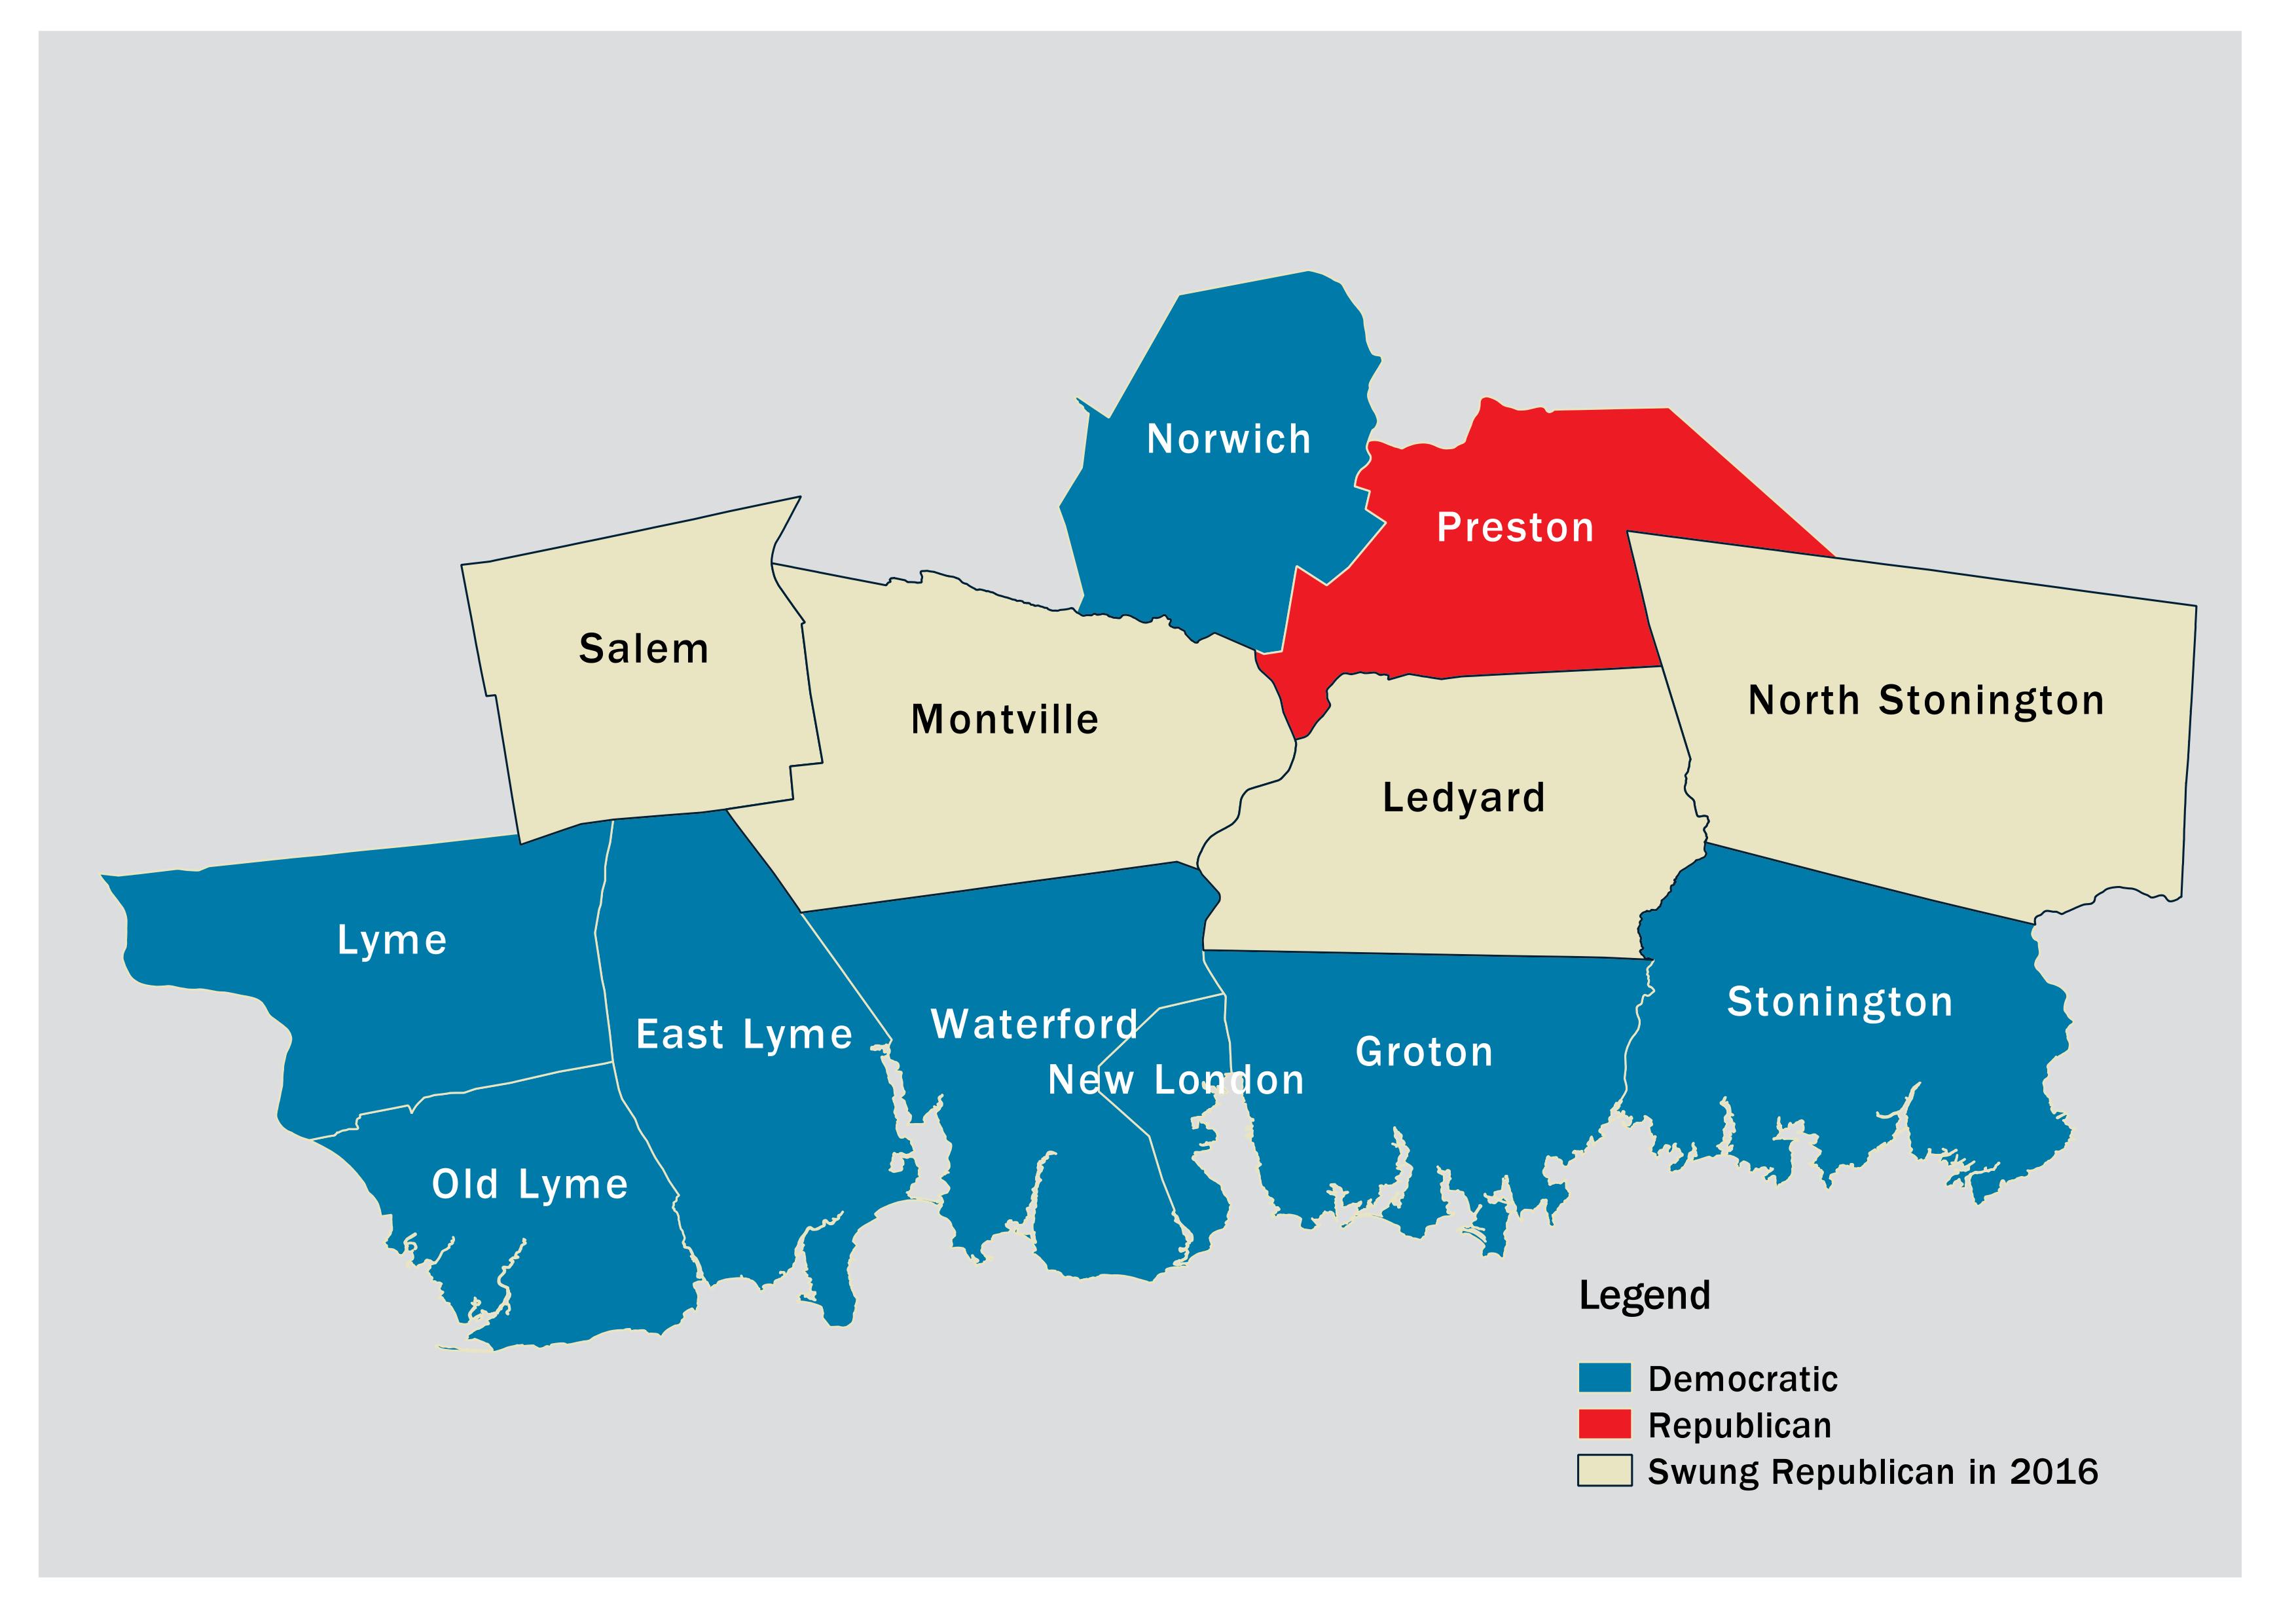 Norwich
Preston
Salem
North Stonington
Montville
Ledyard
Lyme
Stonington
Waterford
East Lyme
Groton
New London
Old Lyme
Legend
Democratic
Republican
Swung Republican in 2016